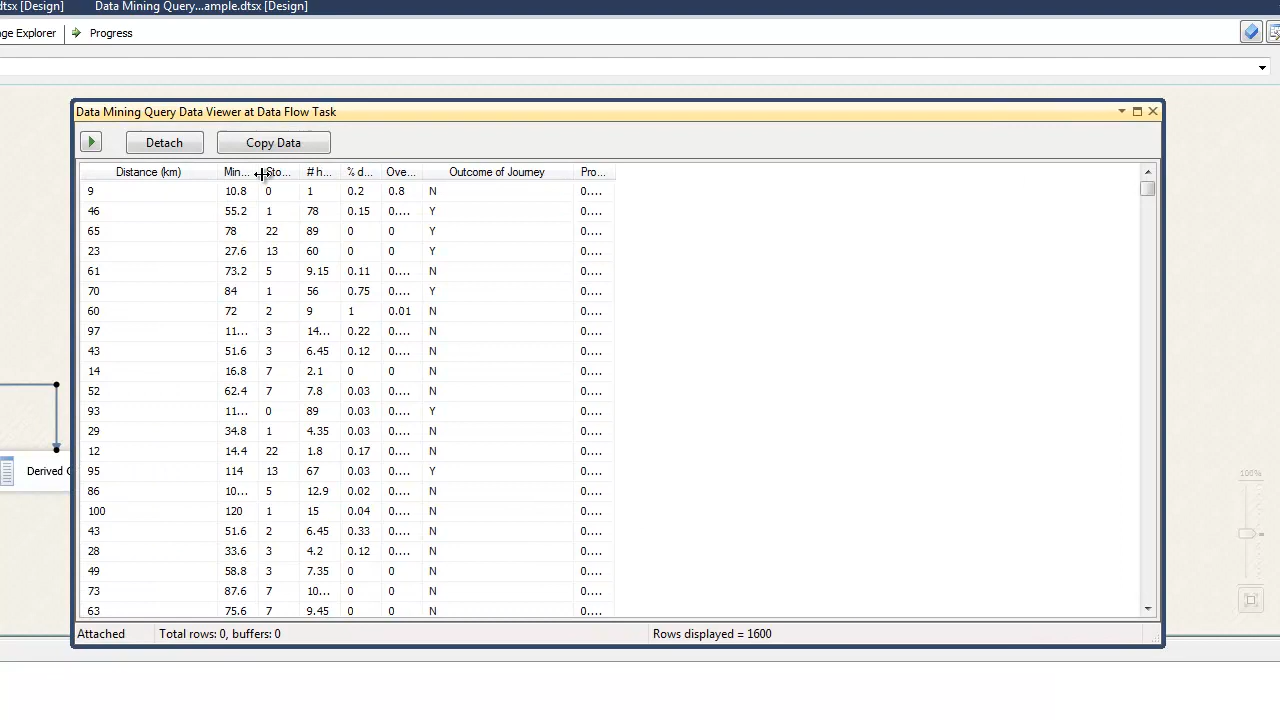 dtsx [Design] Data Mining Query...ample.dtsx [Design]
ge Explorer Progress
Data Mining Query Data Viewer at Data Flow Task
Detach Copy Data
Distance (km) Min... Sto... # h... % d... Ove... Outcome of Journey Pro...
9 10.8 0 1 0.2 0.8 N 0....
46 55.2 1 78 0.15 0.... Y 0....
65 78 22 89 0 0 Y 0....
23 27.6 13 60 0 0 Y 0....
61 73.2 5 9.15 0.11 0.... N 0....
70 84 1 56 0.75 0.... Y 0....
60 72 2 9 1 0.01 N 0....
97 11... 3 14... 0.22 0.... N 0....
43 51.6 3 6.45 0.12 0.... N 0....
14 16.8 7 2.1 0 0 N 0....
52 62.4 7 7.8 0.03 0.... N 0....
93 11... 0 89 0.03 0.... Y 0....
29 34.8 1 4.35 0.03 0.... N 0....
12 14.4 22 1.8 0.17 0.... N 0....
95 114 13 67 0.03 0.... Y 0....
86 10... 5 12.9 0.02 0.... N 0....
100 120 1 15 0.04 0.... N 0....
43 51.6 2 6.45 0.33 0.... N 0....
28 33.6 3 4.2 0.12 0.... N 0....
49 58.8 3 7.35 0 0 N 0....
73 87.6 7 10... 0 0 N 0....
63 75.6 7 9.45 0 0 N 0....
Derived C
100%
Attached Total rows: 0, buffers: 0 Rows displayed = 1600